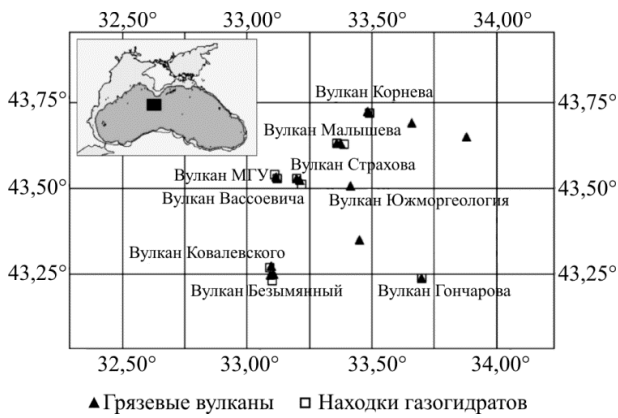 32,50° 33,00° 33,50° 34,00°
Вулкан Корнева
43,75° 43,75°
Вулкан Малышева
Вулкан Страхова
Вулкан МГУ
43,50° 43,50°
Вулкан Вассоевича Вулкан Южморгеология
Вулкан Ковалевского
43,25° 43,25°
Вулкан Безымянный Вулкан Гончарова
32,50° 33,00° 33,50° 34,00°
Грязевые вулканы Находки газогидратов